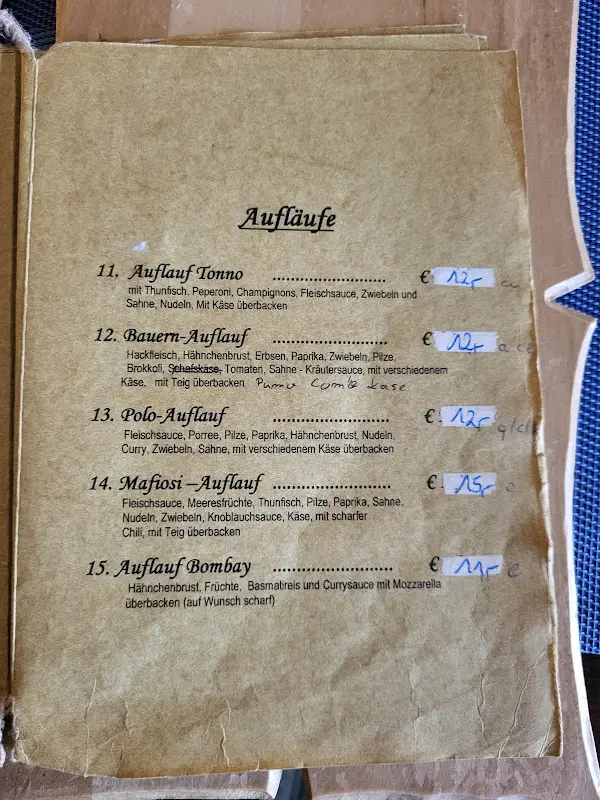 Aufläufe
11. Auflauf Tonno .......................... € 12,- a
mit Thunfisch, Peperoni, Champignons, Fleischsauce, Zwiebeln und
Sahne, Nudeln, Mit Käse überbacken
12. Bauern-Auflauf .......................... € 12,- a
Hackfleisch, Hähnchenbrust, Erbsen, Paprika, Zwiebeln, Pilze,
Brokkoli, Schafskäse, Tomaten, Sahne - Kräutersauce, mit verschiedenem
Käse, mit Teig überbacken
13. Polo-Auflauf .......................... €. 12,-
Fleischsauce, Porree, Pilze, Paprika, Hähnchenbrust, Nudeln,
Curry, Zwiebeln, Sahne, mit verschiedenem Käse überbacken
14. Mafiosi –Auflauf .......................... €. 15,-
Fleischsauce, Meeresfrüchte, Thunfisch, Pilze, Paprika, Sahne,
Nudeln, Zwiebeln, Knoblauchsauce, Käse, mit scharfer
Chili, mit Teig überbacken
15. Auflauf Bombay .......................... € 11,- e
Hähnchenbrust, Früchte, Basmatireis und Currysauce mit Mozzarella
überbacken (auf Wunsch scharf)